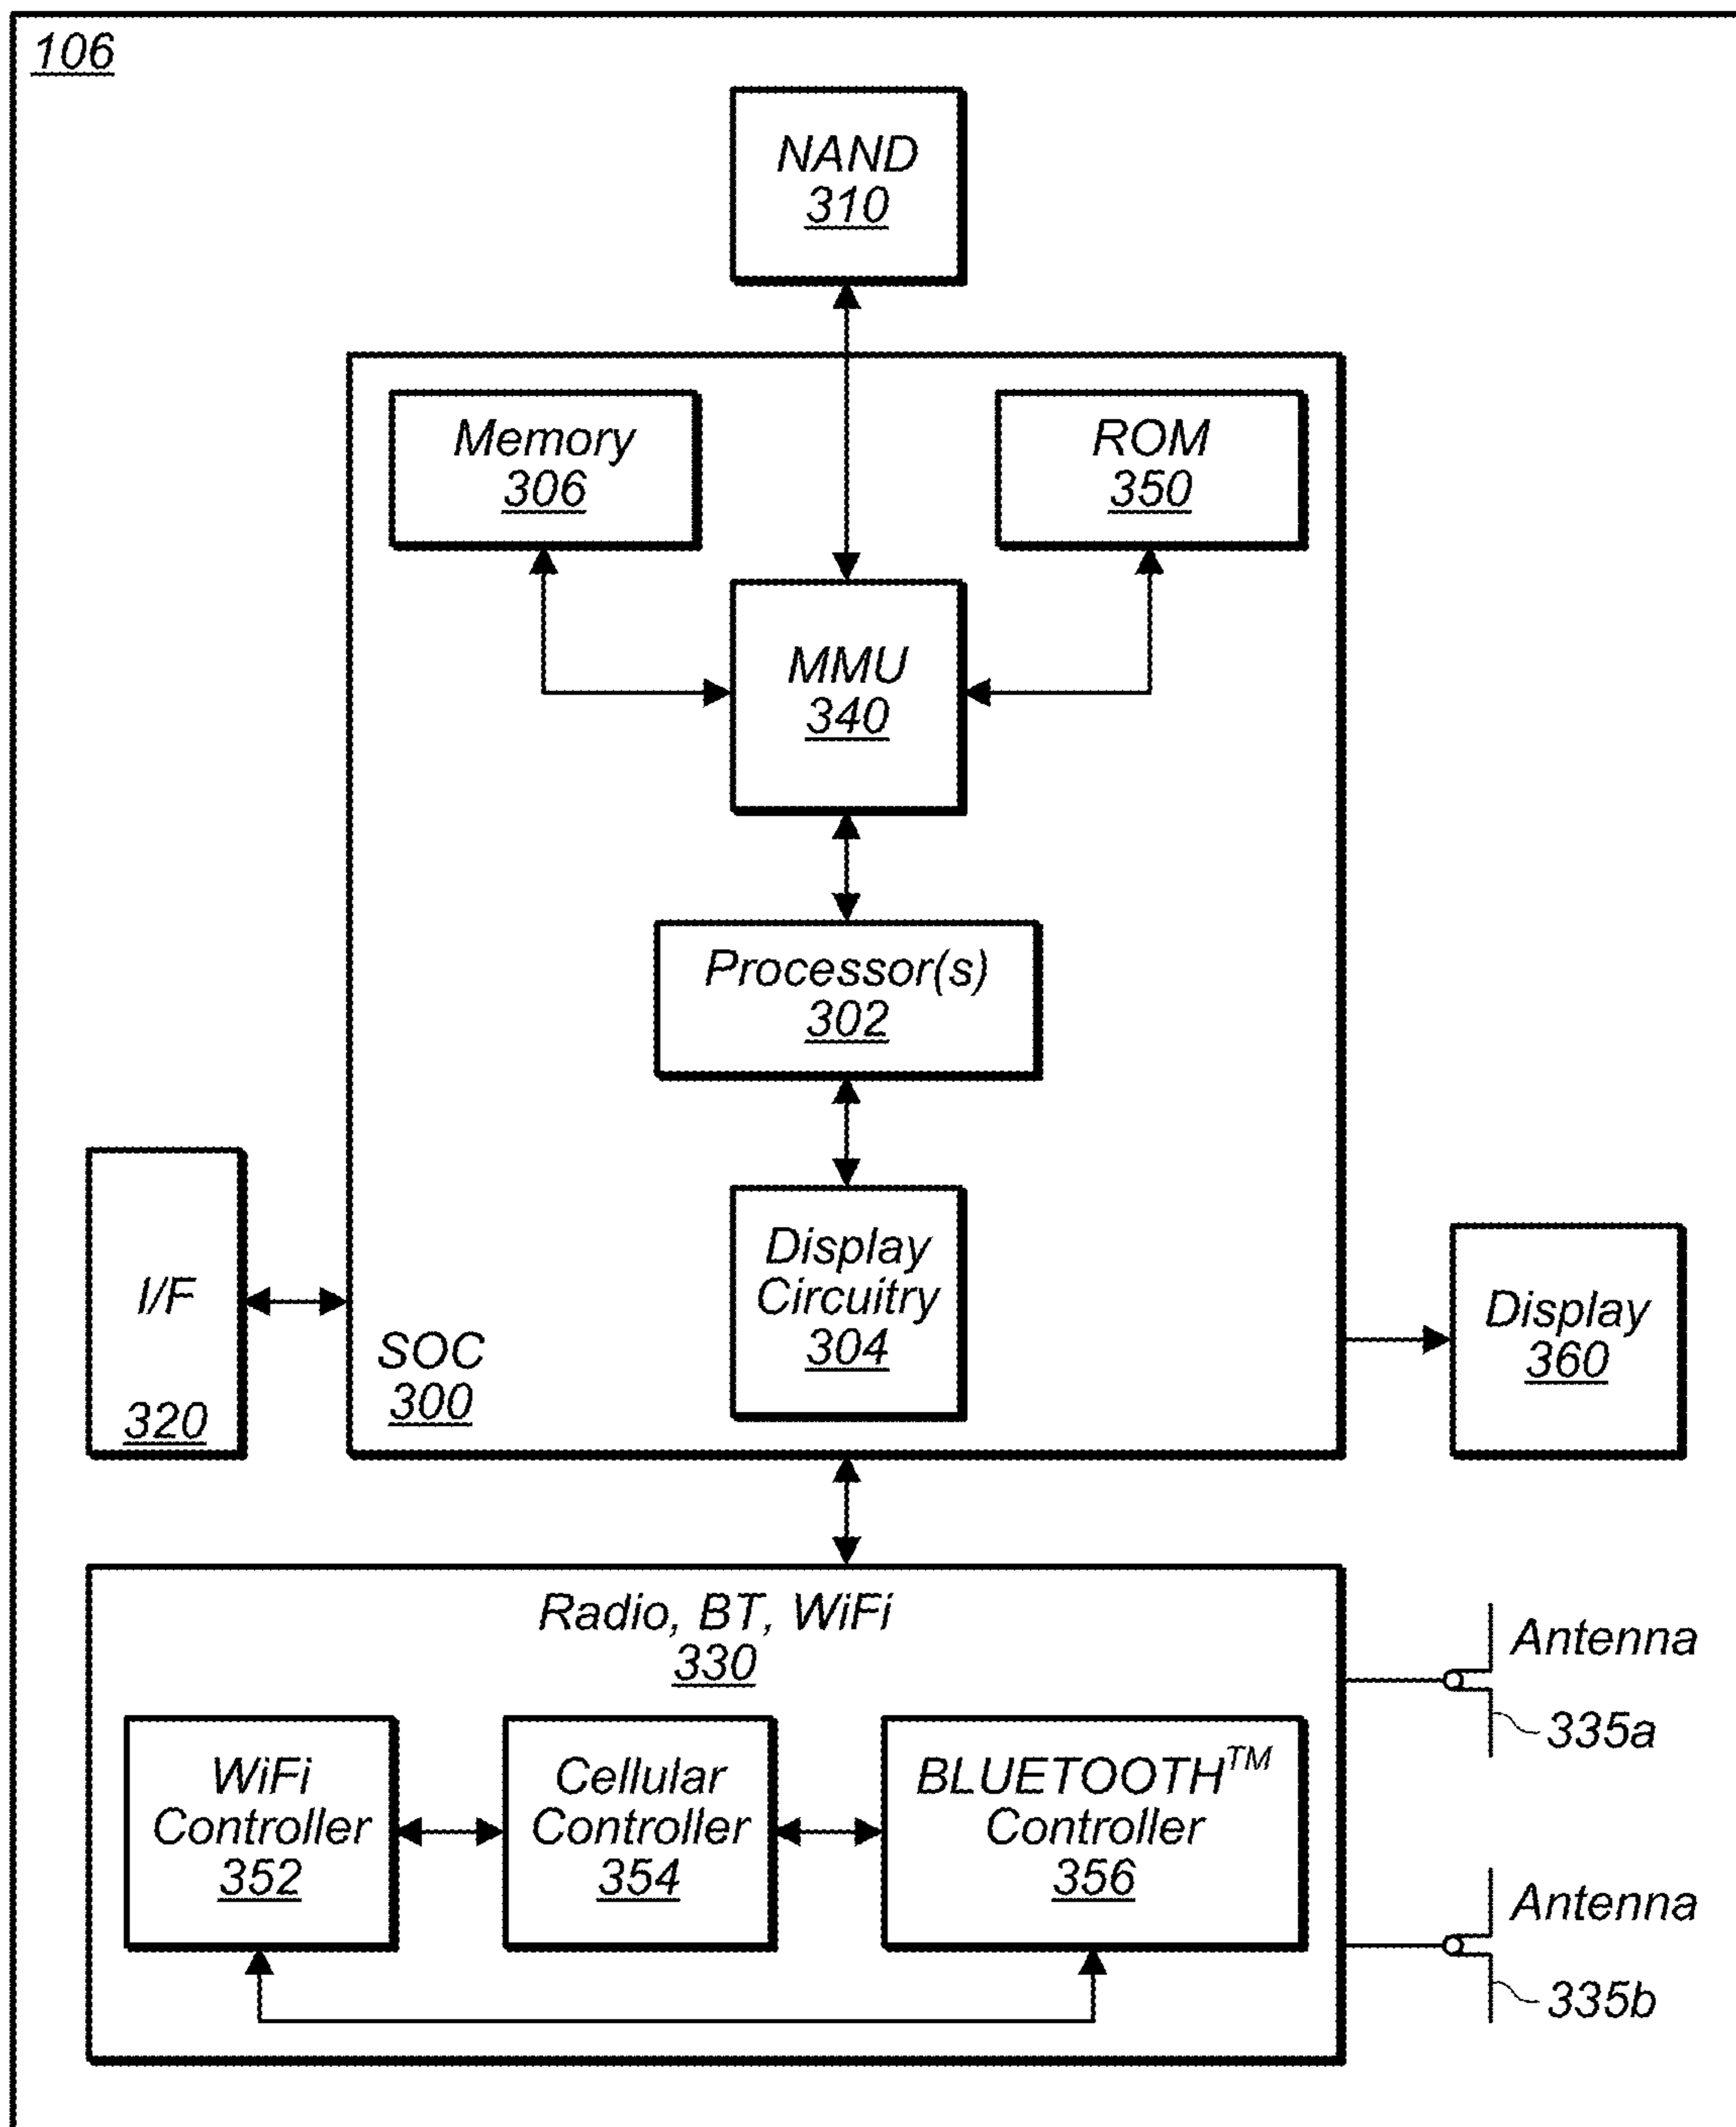 106
NAND
310
Memory
306
ROM
350
MMU
340
Processor(s)
302
Display
Circuitry
304
I/F
320
SOC
300
Display
360
Radio, BT, WiFi
330
WiFi
Controller
352
Cellular
Controller
354
BLUETOOTH™
Controller
356
Antenna
335a
Antenna
335b